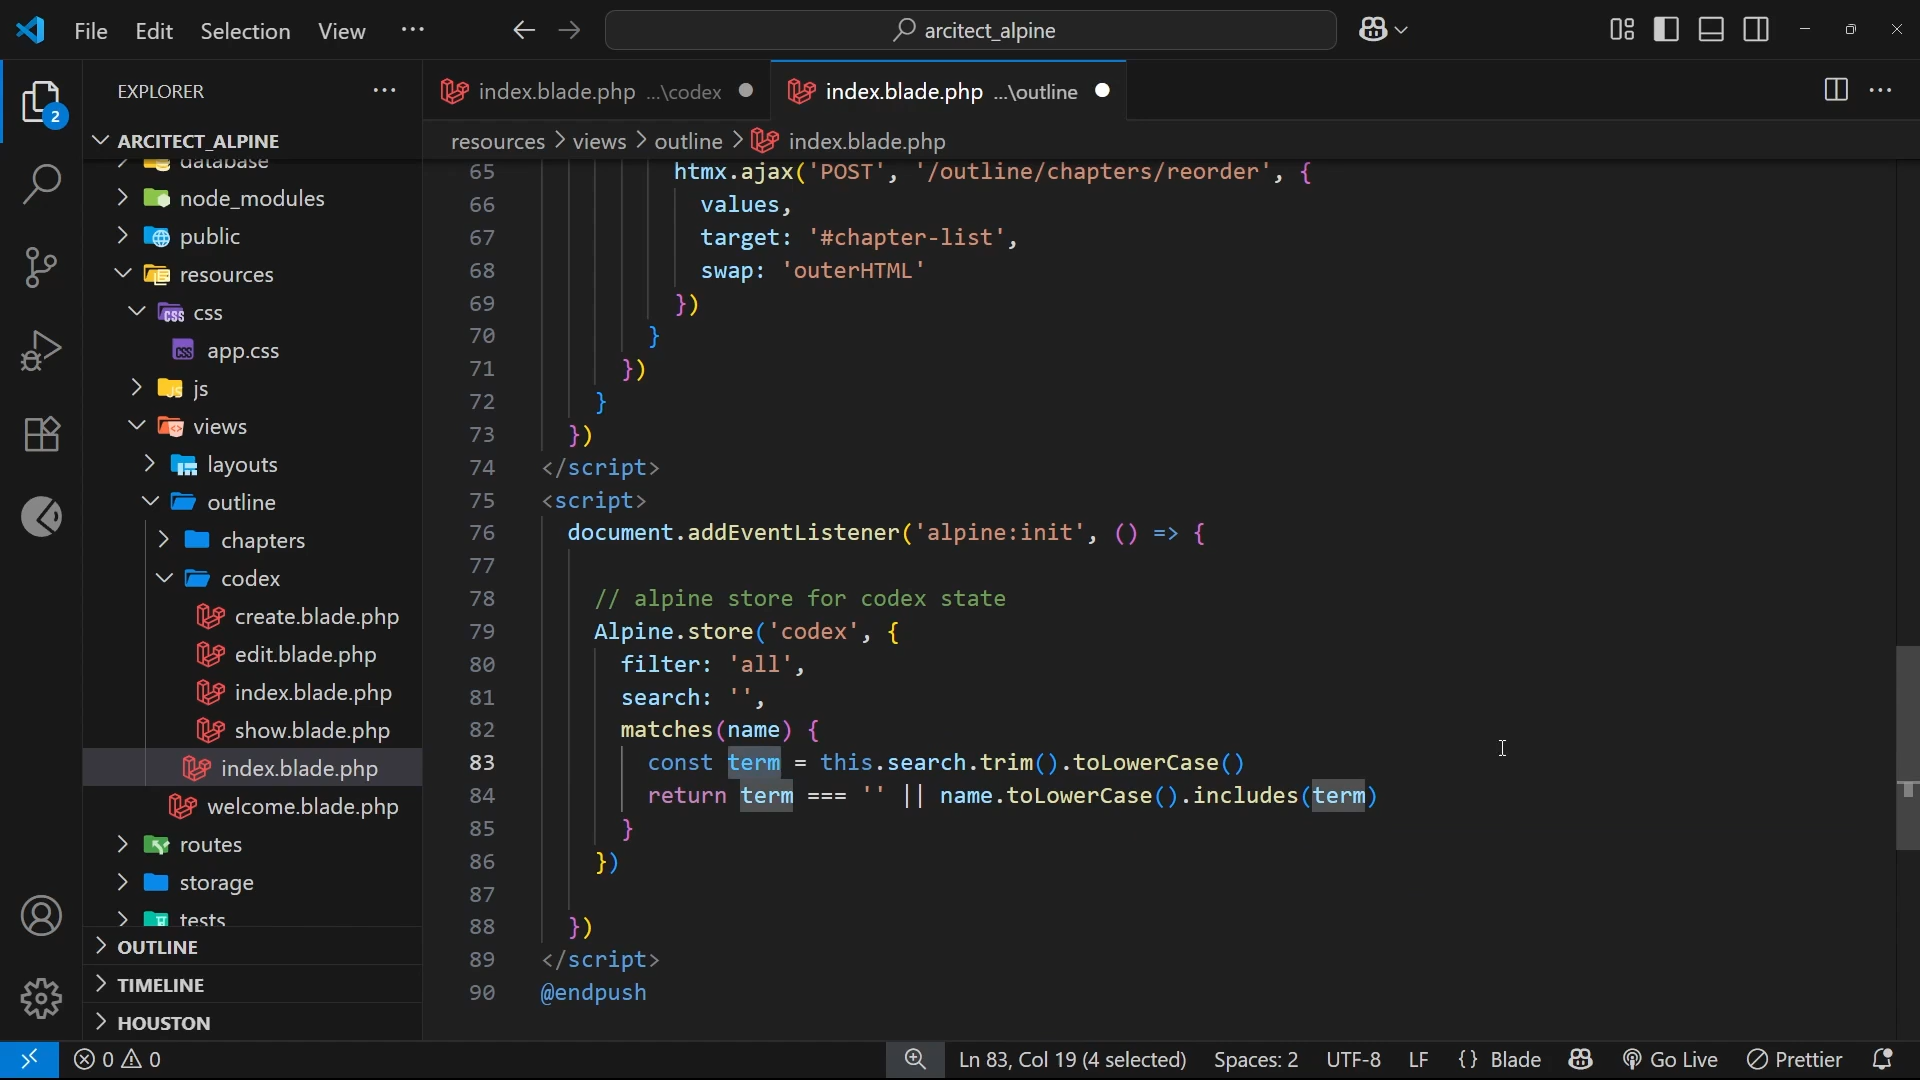 File Edit Selection View ··· arcitect_alpine
EXPLORER ···
2
ARCITECT_ALPINE
database
node_modules
public
resources
css
app.css
js
views
layouts
outline
chapters
codex
create.blade.php
edit.blade.php
index.blade.php
show.blade.php
index.blade.php
welcome.blade.php
routes
storage
tests
OUTLINE
TIMELINE
HOUSTON
index.blade.php ...\codex
index.blade.php ...\outline
resources > views > outline > index.blade.php
65 htmx.ajax('POST', '/outline/chapters/reorder', {
66 values,
67 target: '#chapter-list',
68 swap: 'outerHTML'
69 })
70 }
71 })
72 }
73 })
74 </script>
75 <script>
76 document.addEventListener('alpine:init', () => {
77
78 // alpine store for codex state
79 Alpine.store('codex', {
80 filter: 'all',
81 search: '',
82 matches(name) {
83 const term = this.search.trim().toLowerCase()
84 return term === '' || name.toLowerCase().includes(term)
85 }
86 })
87
88 })
89 </script>
90 @endpush
0 0 Ln 83, Col 19 (4 selected) Spaces: 2 UTF-8 LF {} Blade Go Live Prettier